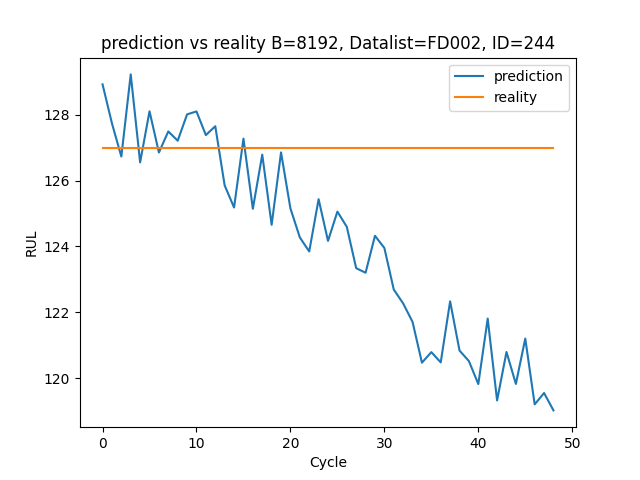 prediction vs reality B=8192, Datalist=FD002, ID=244
prediction
reality
128
126
124
122
120
RUL
0 10 20 30 40 50
Cycle